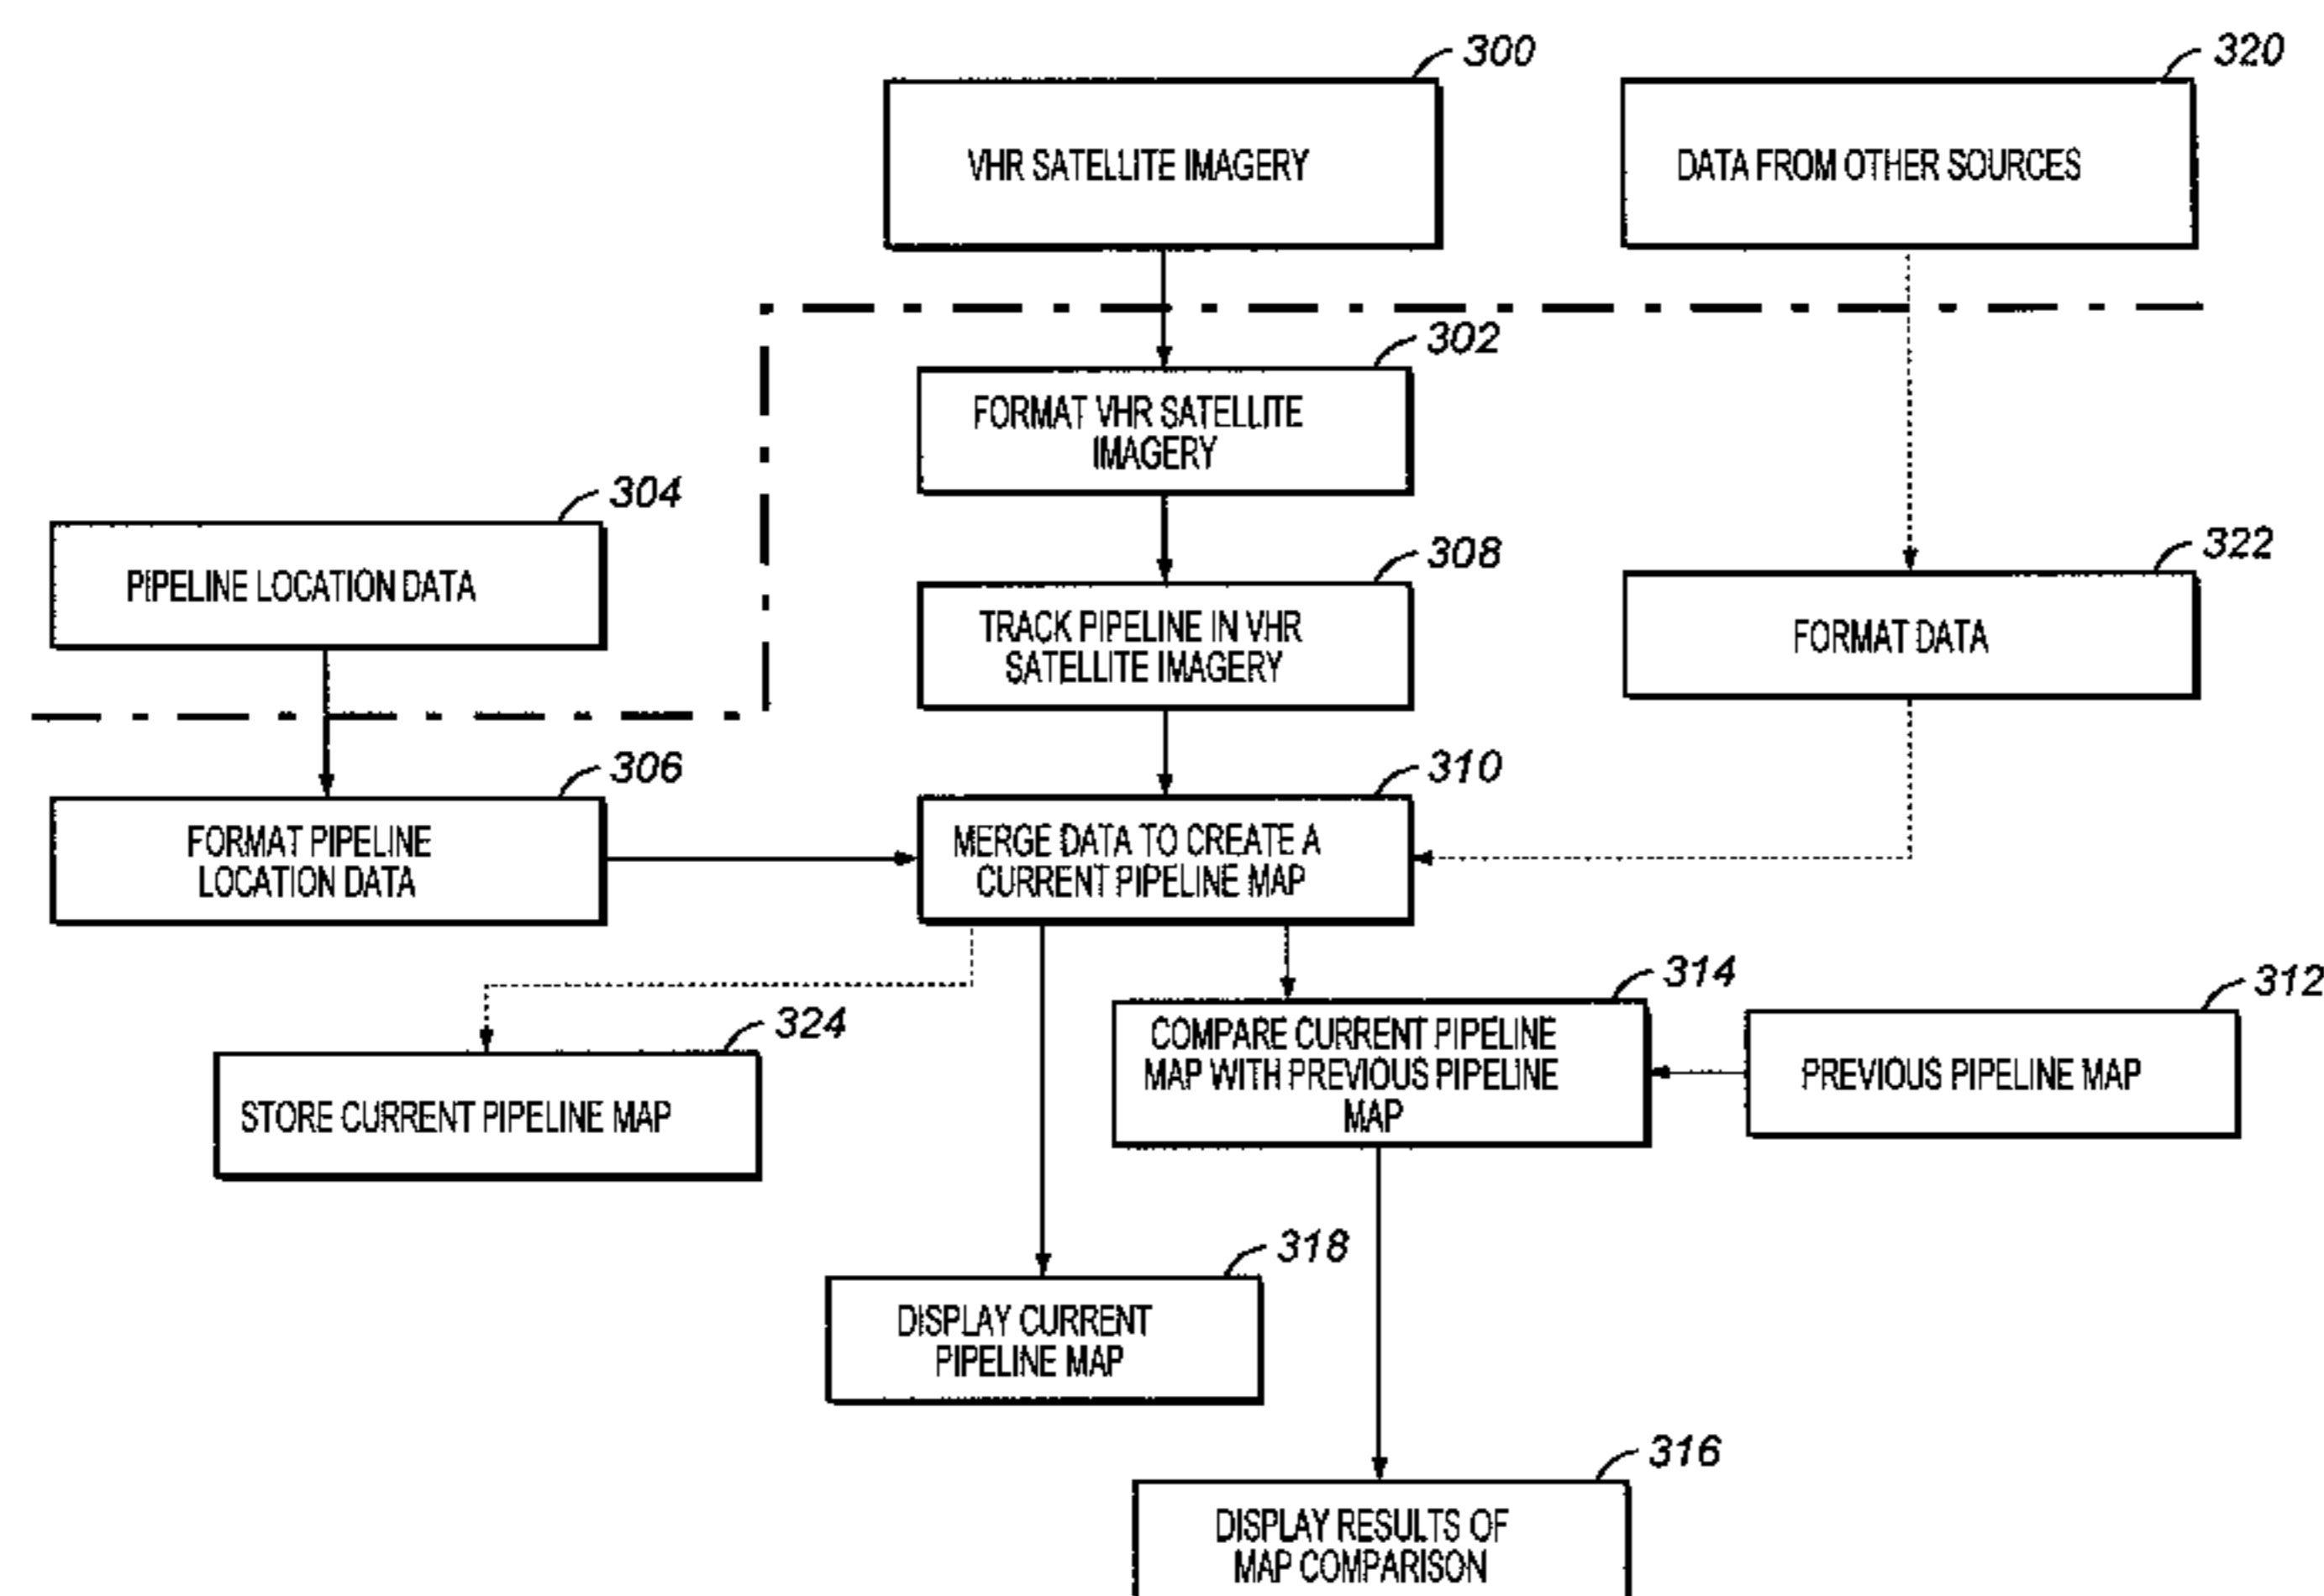 300
320
VHR SATELLITE IMAGERY
DATA FROM OTHER SOURCES
302
FORMAT VHR SATELLITE
IMAGERY
304
PIPELINE LOCATION DATA
308
TRACK PIPELINE IN VHR
SATELLITE IMAGERY
322
FORMAT DATA
306
FORMAT PIPELINE
LOCATION DATA
310
MERGE DATA TO CREATE A
CURRENT PIPELINE MAP
314
COMPARE CURRENT PIPELINE
MAP WITH PREVIOUS PIPELINE
MAP
312
PREVIOUS PIPELINE MAP
324
STORE CURRENT PIPELINE MAP
318
DISPLAY CURRENT
PIPELINE MAP
316
DISPLAY RESULTS OF
MAP COMPARISON